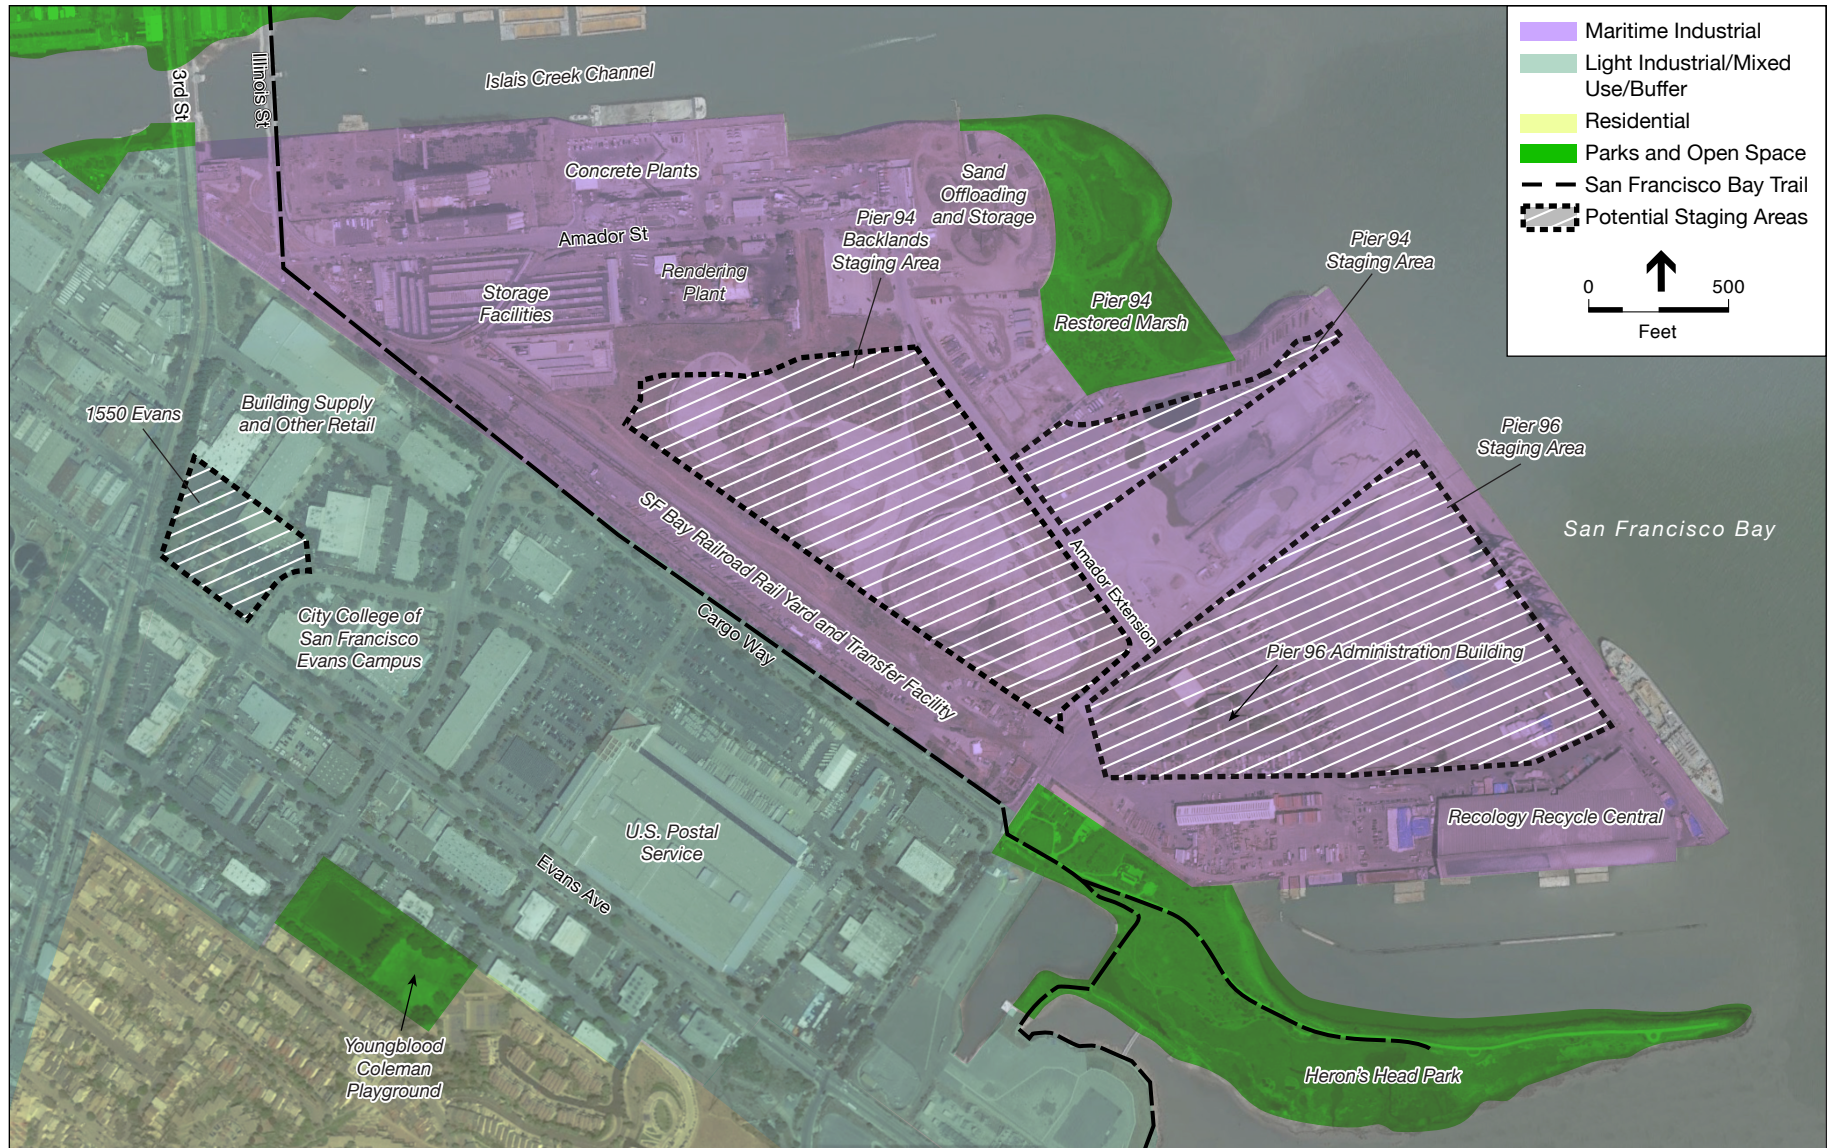 Maritime Industrial
Light Industrial/Mixed
Use/Buffer
Residential
Parks and Open Space
San Francisco Bay Trail
Potential Staging Areas
0
500
Feet
3rd St
Illinois St
Islais Creek Channel
Concrete Plants
Sand
Offloading
and Storage
Pier 94
Backlands
Staging Area
Amador St
Rendering
Plant
Storage
Facilities
Pier 94
Restored Marsh
Pier 94
Staging Area
1550 Evans
Building Supply
and Other Retail
Pier 96
Staging Area
San Francisco Bay
SF Bay Railroad Rail Yard and Transfer Facility
Amador Extension
Cargo Way
City College of
San Francisco
Evans Campus
Pier 96 Administration Building
Recology Recycle Central
U.S. Postal
Service
Evans Ave
Youngblood
Coleman
Playground
Heron's Head Park